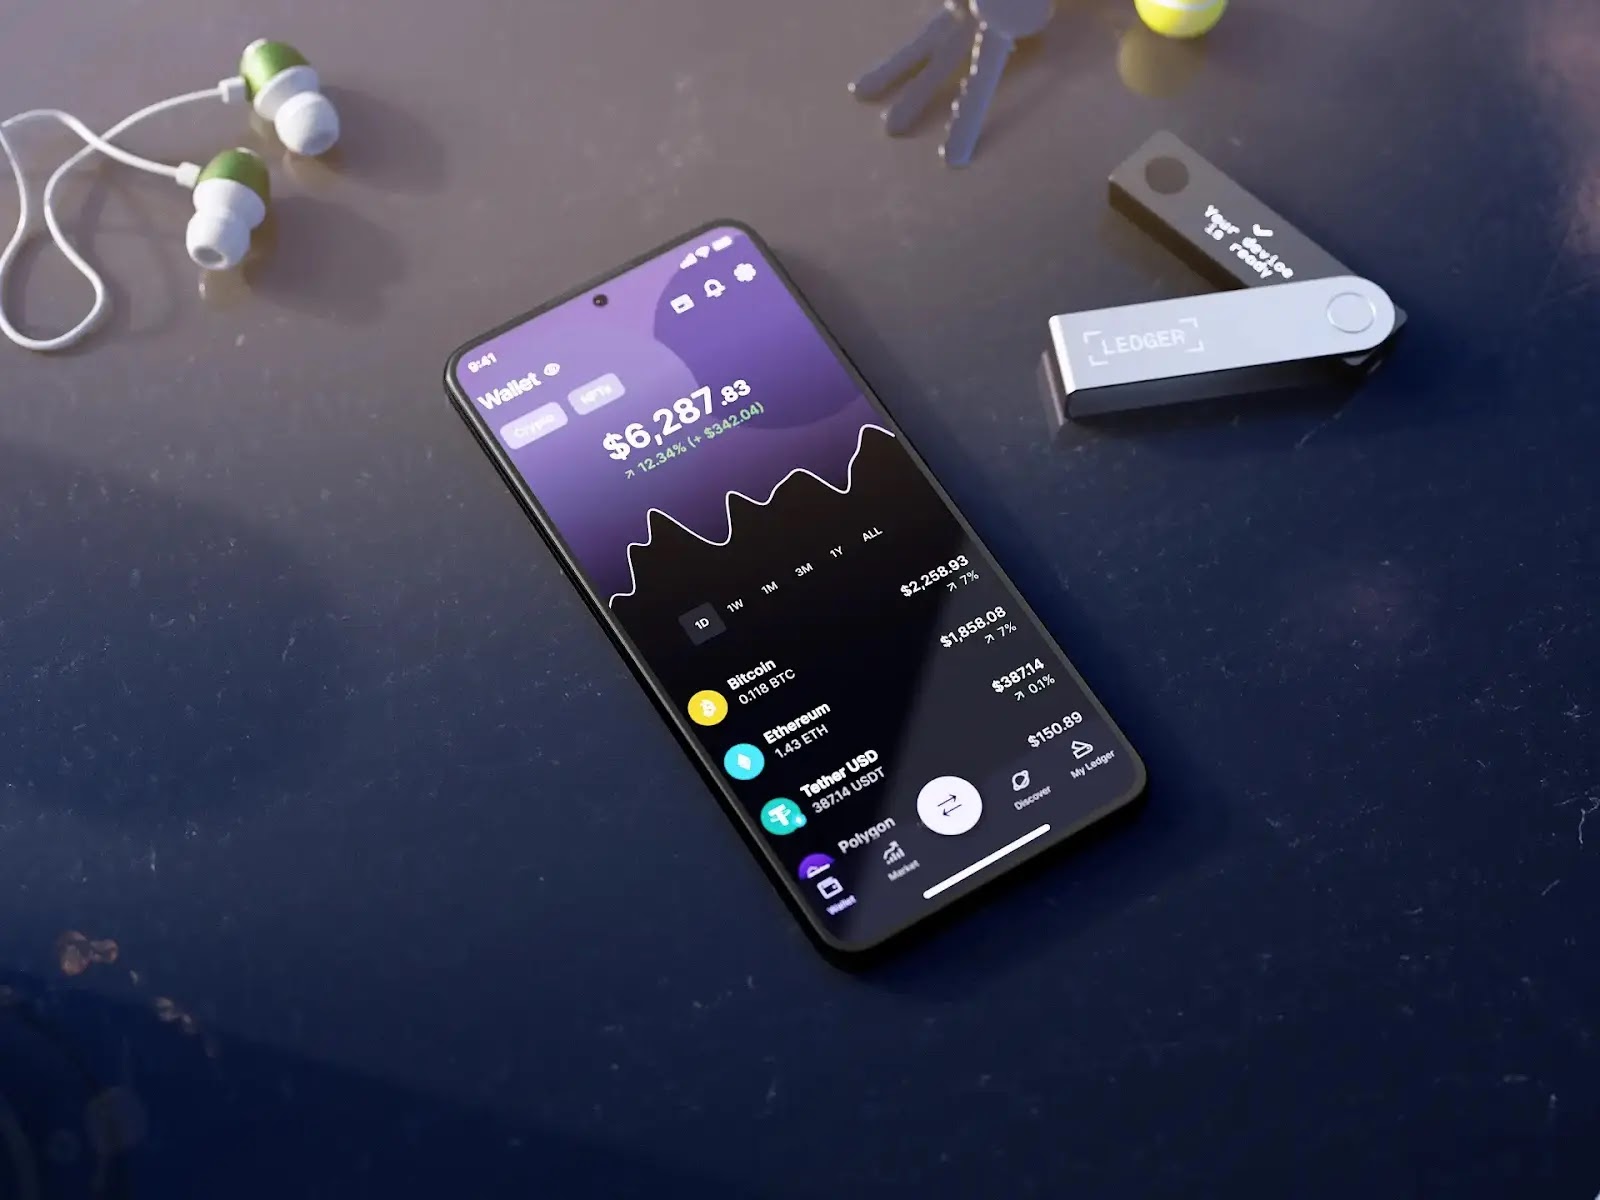 9:41
Wallet
Crypto
NFTs
$6,287.83
↗ 12.34% (+ $342.04)
1D
1W
1M
3M
1Y
ALL
Bitcoin
0.118 BTC
$2,258.93
↗ 7%
Ethereum
1.43 ETH
$1,858.08
↗ 7%
Tether USD
387.14 USDT
$387.14
↗ 0.1%
Polygon
$150.89
Wallet
Market
Discover
My Ledger
Your device
is ready
LEDGER